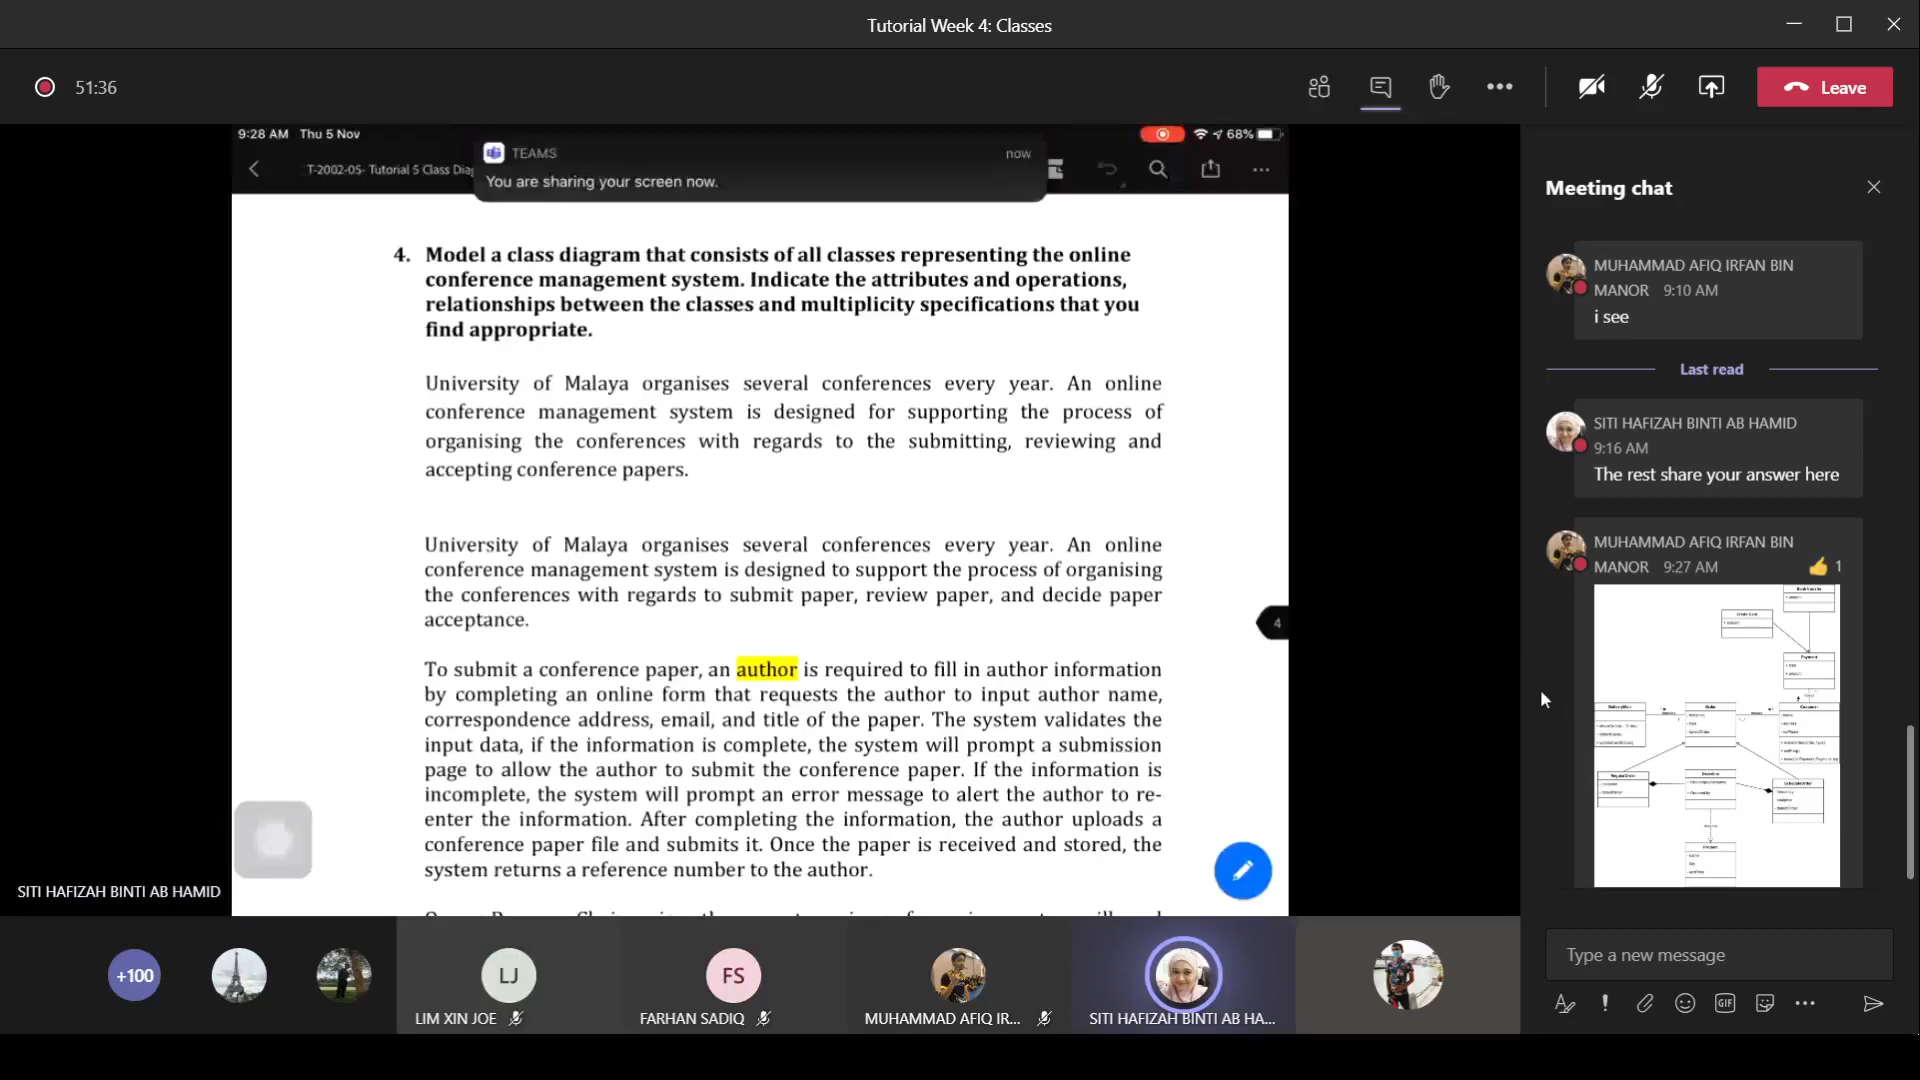 Tutorial Week 4: Classes
51:36
Leave
9:28 AM Thu 5 Nov
68%
T-2002-05- Tutorial 5 Class Dia
TEAMS
now
You are sharing your screen now.
4. Model a class diagram that consists of all classes representing the online
conference management system. Indicate the attributes and operations,
relationships between the classes and multiplicity specifications that you
find appropriate.
University of Malaya organises several conferences every year. An online
conference management system is designed for supporting the process of
organising the conferences with regards to the submitting, reviewing and
accepting conference papers.
University of Malaya organises several conferences every year. An online
conference management system is designed to support the process of organising
the conferences with regards to submit paper, review paper, and decide paper
acceptance.
4
To submit a conference paper, an author is required to fill in author information
by completing an online form that requests the author to input author name,
correspondence address, email, and title of the paper. The system validates the
input data, if the information is complete, the system will prompt a submission
page to allow the author to submit the conference paper. If the information is
incomplete, the system will prompt an error message to alert the author to re-
enter the information. After completing the information, the author uploads a
conference paper file and submits it. Once the paper is received and stored, the
system returns a reference number to the author.
SITI HAFIZAH BINTI AB HAMID
+100
LJ
LIM XIN JOE
FS
FARHAN SADIQ
MUHAMMAD AFIQ IR...
SITI HAFIZAH BINTI AB HA...
Meeting chat
MUHAMMAD AFIQ IRFAN BIN
MANOR 9:10 AM
i see
Last read
SITI HAFIZAH BINTI AB HAMID
9:16 AM
The rest share your answer here
MUHAMMAD AFIQ IRFAN BIN
MANOR 9:27 AM
1
Credit Card
Payment
Order
Customer
Product
Type a new message
GIF